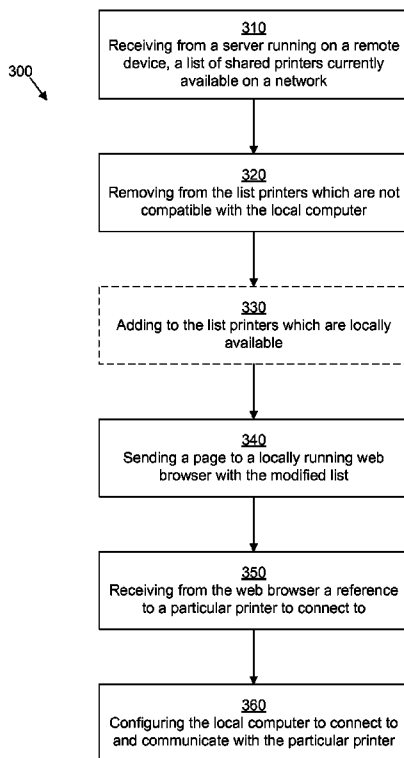 310
Receiving from a server running on a remote
device, a list of shared printers currently
available on a network
300
320
Removing from the list printers which are not
compatible with the local computer
330
Adding to the list printers which are locally
available
340
Sending a page to a locally running web
browser with the modified list
350
Receiving from the web browser a reference
to a particular printer to connect to
360
Configuring the local computer to connect to
and communicate with the particular printer